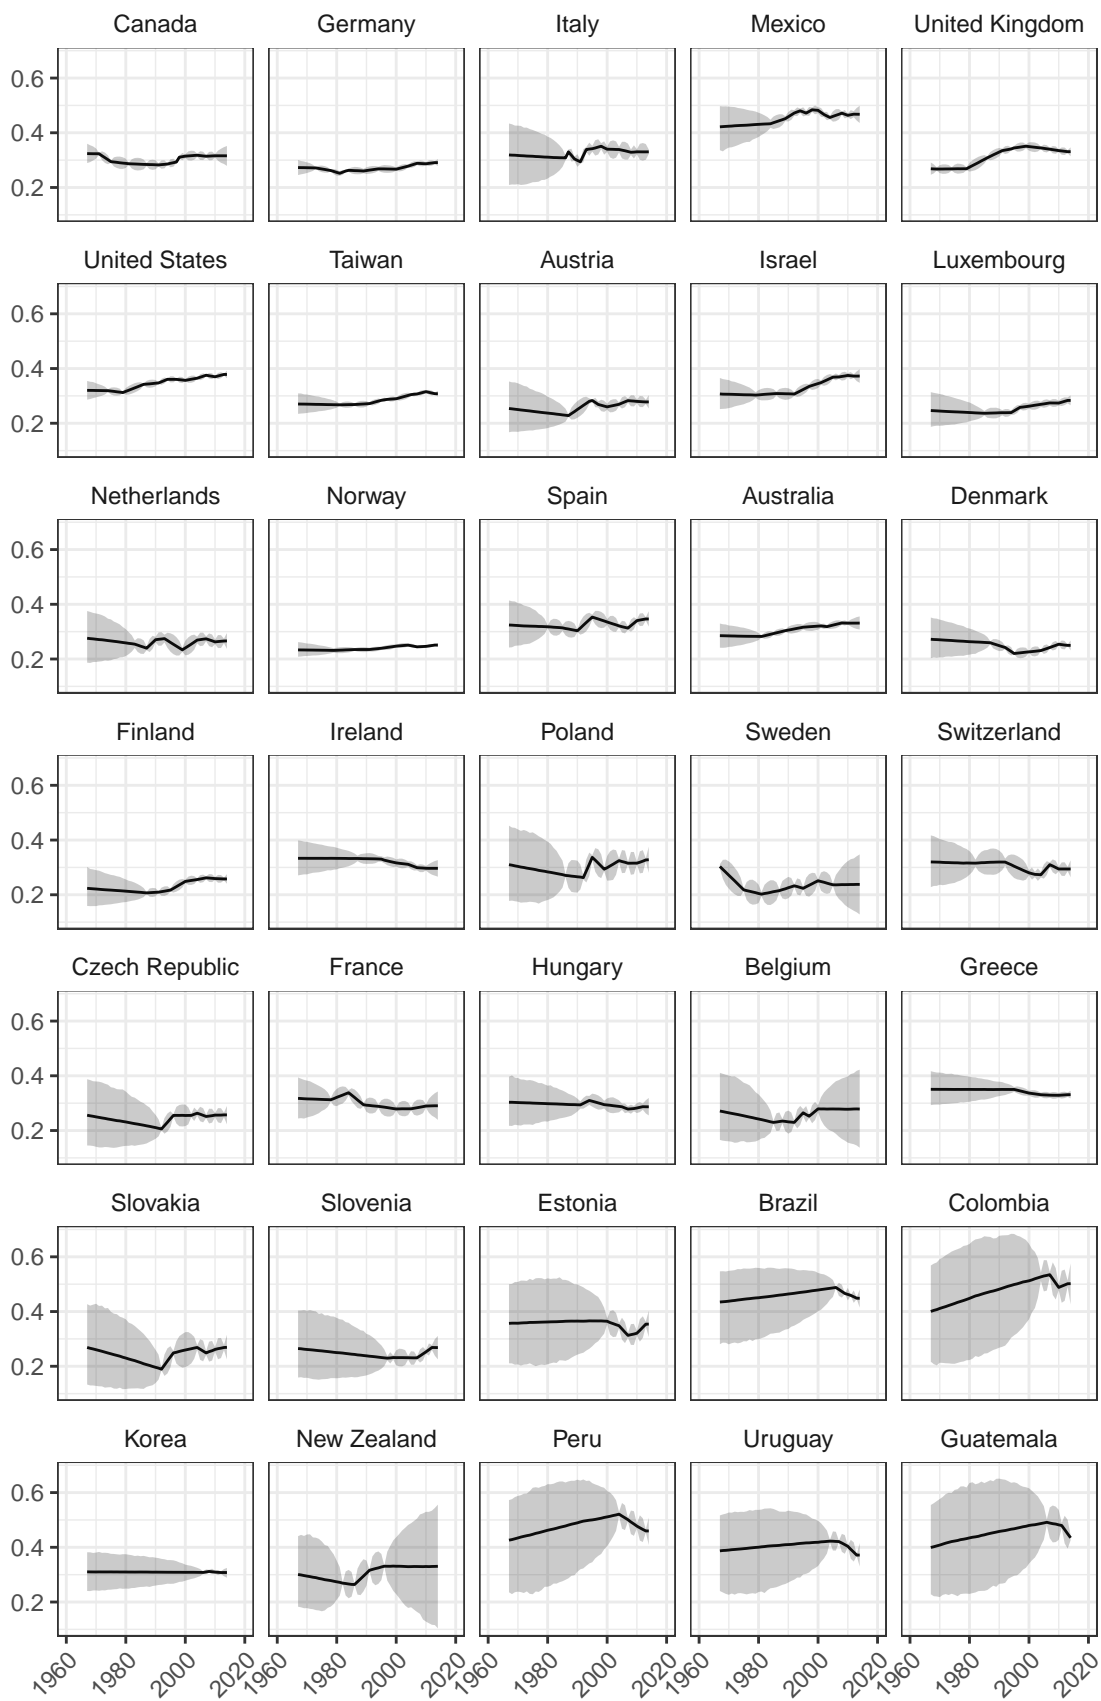 Canada Germany Italy Mexico United Kingdom
0.6
0.4
0.2
United States Taiwan Austria Israel Luxembourg
0.6
0.4
0.2
Netherlands Norway Spain Australia Denmark
0.6
0.4
0.2
Finland Ireland Poland Sweden Switzerland
0.6
0.4
0.2
Czech Republic France Hungary Belgium Greece
0.6
0.4
0.2
Slovakia Slovenia Estonia Brazil Colombia
0.6
0.4
0.2
Korea New Zealand Peru Uruguay Guatemala
0.6
0.4
0.2
1960 1980 2000 2020 1960 1980 2000 2020 1960 1980 2000 2020 1960 1980 2000 2020 1960 1980 2000 2020